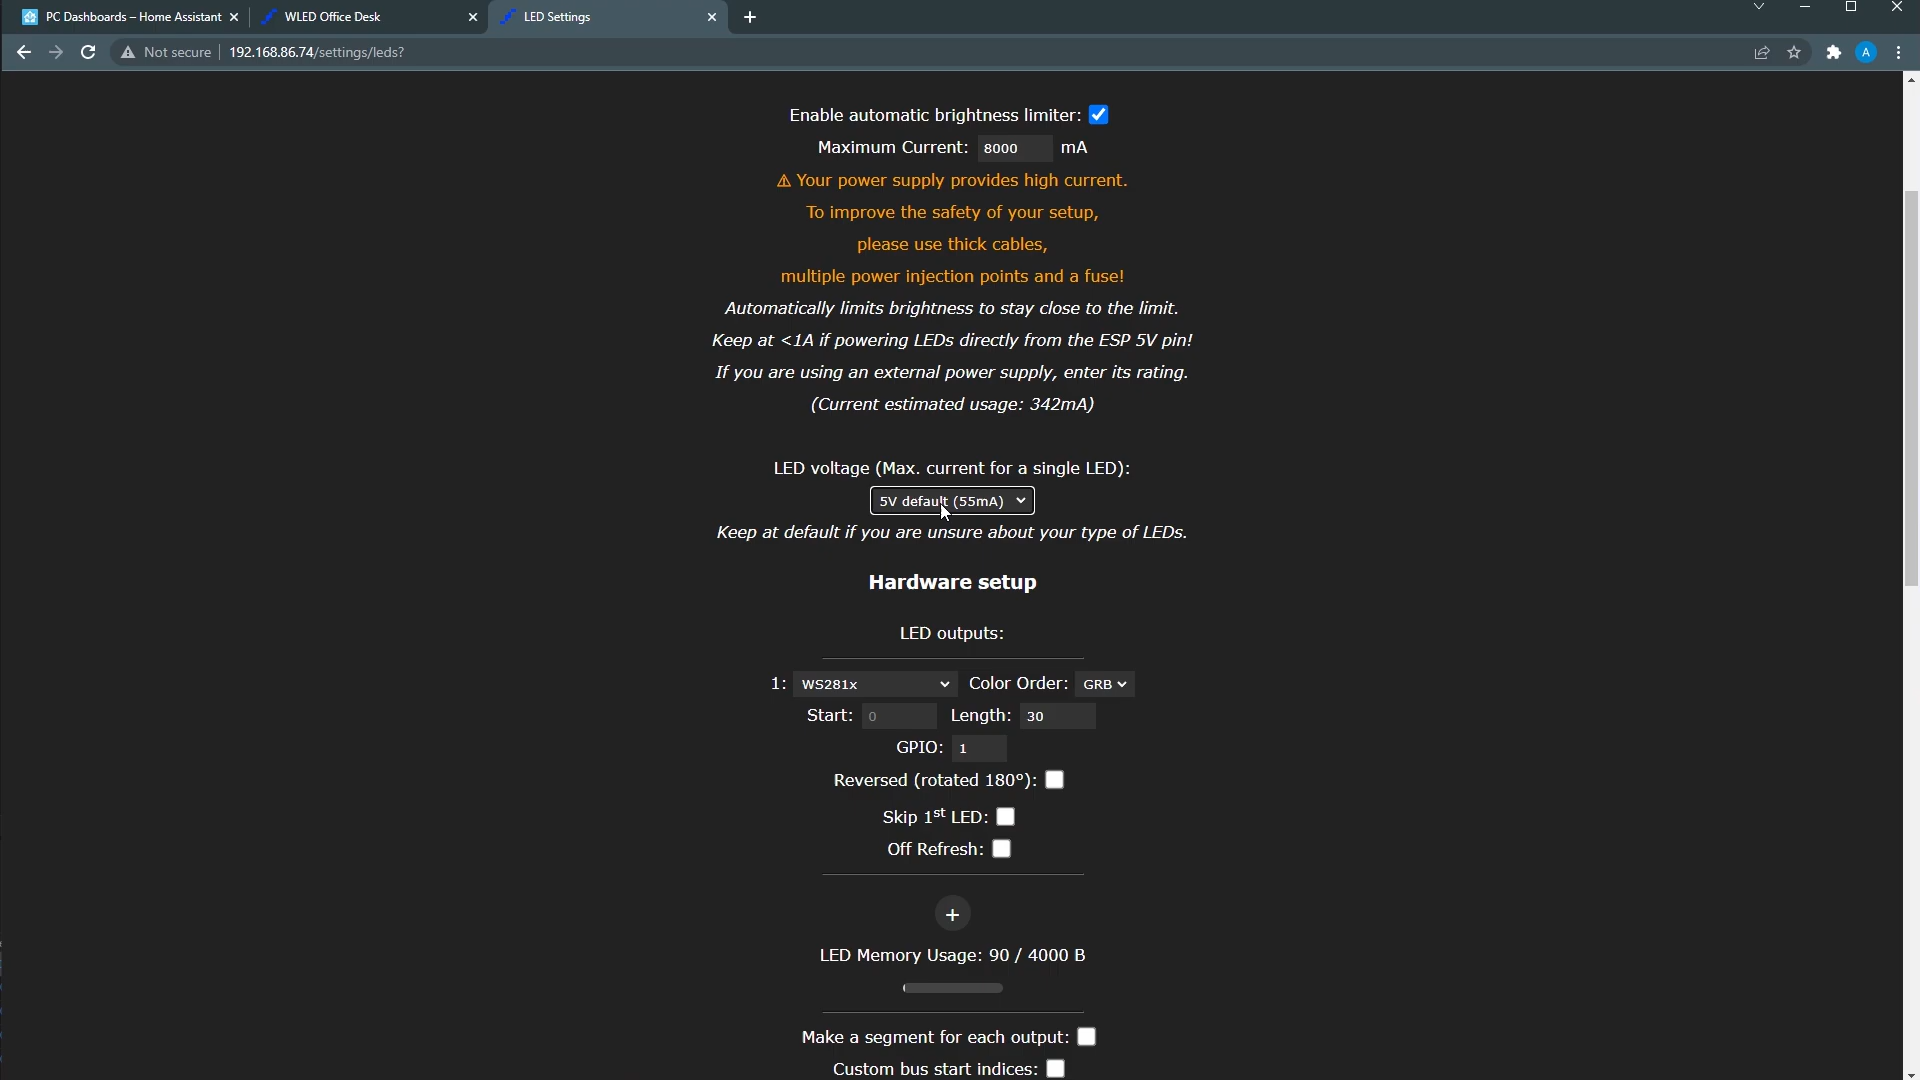 PC Dashboards – Home Assistant
WLED Office Desk
LED Settings
Not secure
192.168.86.74/settings/leds?
A
Enable automatic brightness limiter:
Maximum Current: 8000 mA
⚠ Your power supply provides high current.
To improve the safety of your setup,
please use thick cables,
multiple power injection points and a fuse!
Automatically limits brightness to stay close to the limit.
Keep at <1A if powering LEDs directly from the ESP 5V pin!
If you are using an external power supply, enter its rating.
(Current estimated usage: 342mA)
LED voltage (Max. current for a single LED):
5V default (55mA)
Keep at default if you are unsure about your type of LEDs.
Hardware setup
LED outputs:
1: WS281x Color Order: GRB
Start: 0 Length: 30
GPIO: 1
Reversed (rotated 180°):
Skip 1st LED:
Off Refresh:
+
LED Memory Usage: 90 / 4000 B
Make a segment for each output:
Custom bus start indices: